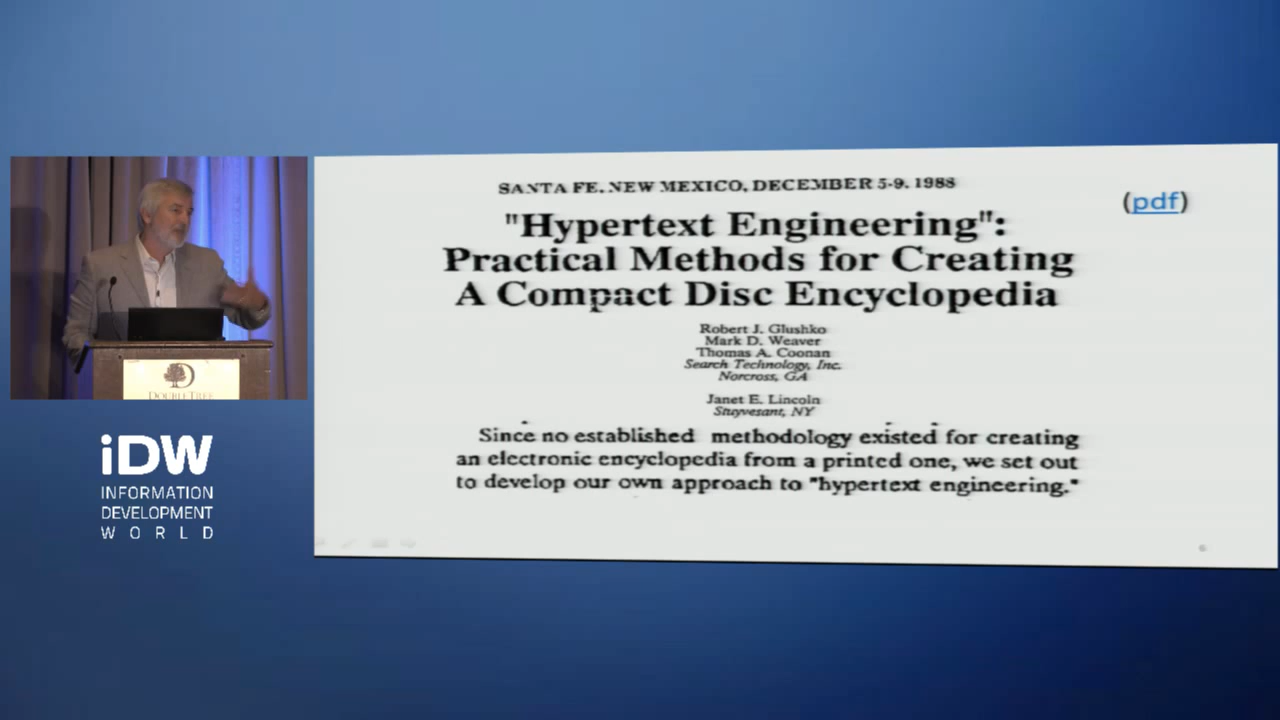 SANTA FE, NEW MEXICO, DECEMBER 5-9, 1988
(pdf)
"Hypertext Engineering":
Practical Methods for Creating
A Compact Disc Encyclopedia
Robert J. Glushko
Mark D. Weaver
Thomas A. Coonan
Search Technology, Inc.
Norcross, GA
Janet E. Lincoln
Stuyvesant, NY
Since no established methodology existed for creating
an electronic encyclopedia from a printed one, we set out
to develop our own approach to "hypertext engineering."
DOUBLETREE
iDW
INFORMATION
DEVELOPMENT
WORLD